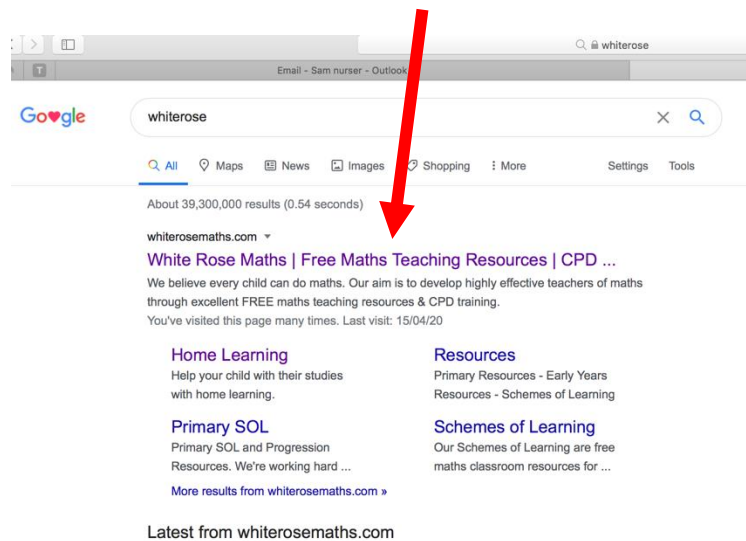 whiterose
T Email - Sam nurser - Outlook
Google
whiterose
All Maps News Images Shopping More Settings Tools
About 39,300,000 results (0.54 seconds)
whiterosemaths.com
White Rose Maths | Free Maths Teaching Resources | CPD ...
We believe every child can do maths. Our aim is to develop highly effective teachers of maths
through excellent FREE maths teaching resources & CPD training.
You've visited this page many times. Last visit: 15/04/20
Home Learning
Help your child with their studies
with home learning.
Resources
Primary Resources - Early Years
Resources - Schemes of Learning
Primary SOL
Primary SOL and Progression
Resources. We're working hard ...
Schemes of Learning
Our Schemes of Learning are free
maths classroom resources for ...
More results from whiterosemaths.com »
Latest from whiterosemaths.com